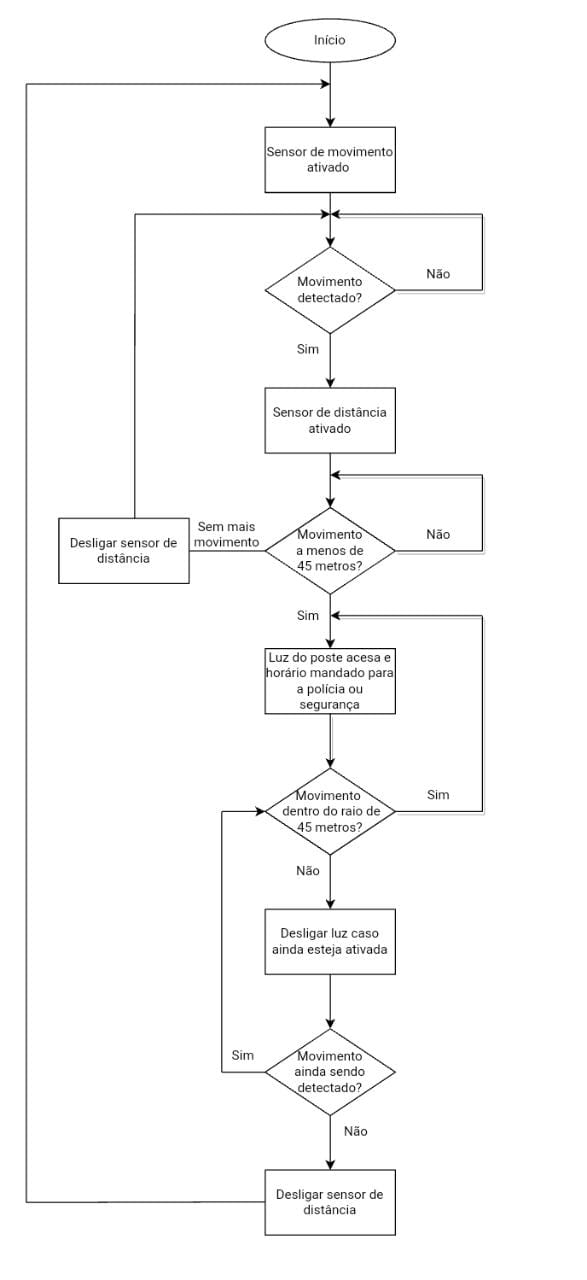 Início
Sensor de movimento
ativado
Movimento
detectado?
Não
Sim
Sensor de distância
ativado
Desligar sensor de
distância
Sem mais
movimento
Movimento
a menos de
45 metros?
Não
Sim
Luz do poste acesa e
horário mandado para
a polícia ou
segurança
Movimento
dentro do raio de
45 metros?
Sim
Não
Desligar luz caso
ainda esteja ativada
Sim
Movimento
ainda sendo
detectado?
Não
Desligar sensor de
distância